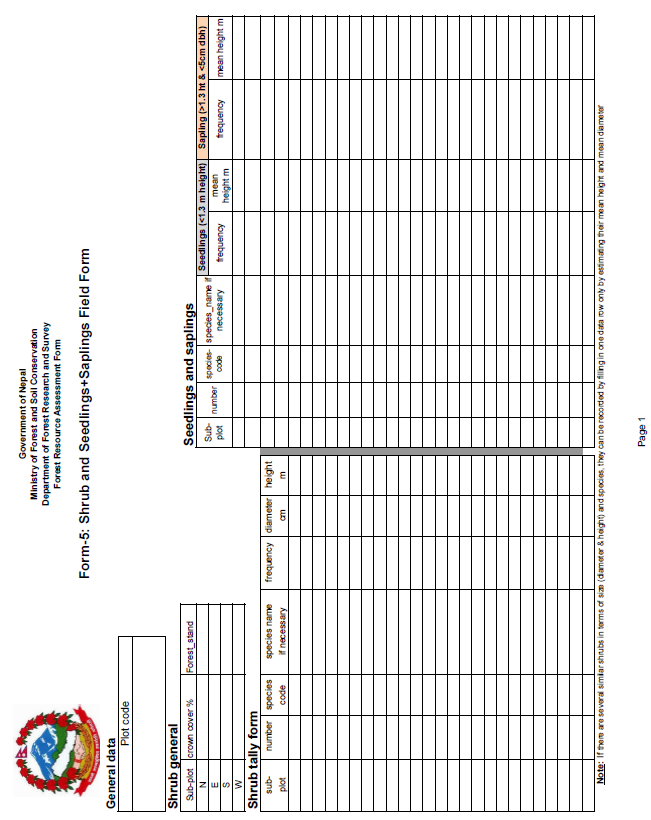 Government of Nepal
Ministry of Forest and Soil Conservation
Department of Forest Research and Survey
Forest Resource Assessment Form
Form-5: Shrub and Seedlings+Saplings Field Form
General data
Plot code
Shrub general
Sub-plot crown cover % Forest_stand
N
E
S
W
Shrub tally form
sub-plot number species code species name if necessary frequency diameter cm height m
Seedlings and saplings
Seedlings (<1.3 m height) Sapling (>1.3 ht & <5cm dbh)
Sub-plot number species-code species_name if necessary frequency mean height m frequency mean height m
Note: If there are several similar shrubs in terms of size (diameter & height) and species, they can be recorded by filling in one data row only by estimating their mean height and mean diameter
Page 1